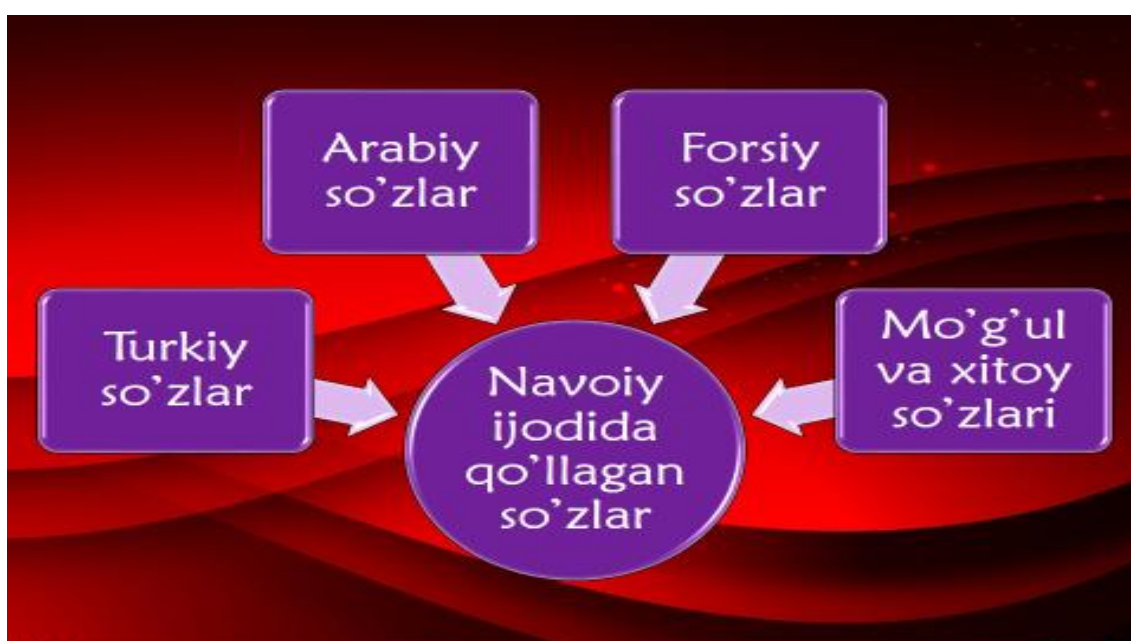 Arabiy
so’zlar
Forsiy
so’zlar
Turkiy
so’zlar
Mo’g’ul
va xitoy
so’zlari
Navoiy
ijodida
qo’llagan
so’zlar